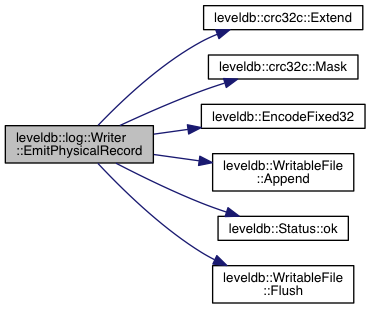 leveldb::crc32c::Extend
leveldb::crc32c::Mask
leveldb::log::Writer
::EmitPhysicalRecord
leveldb::EncodeFixed32
leveldb::WritableFile
::Append
leveldb::Status::ok
leveldb::WritableFile
::Flush